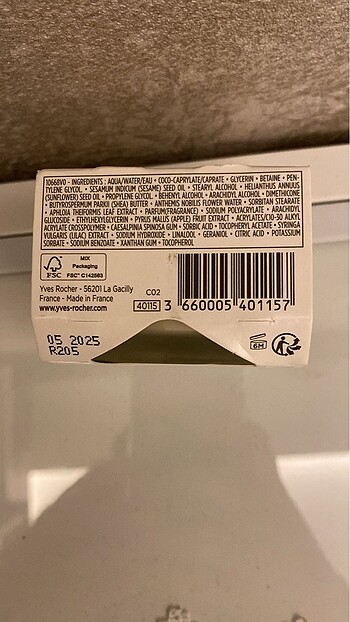 10668V0 • INGREDIENTS : AQUA/WATER/EAU • COCO-CAPRYLATE/CAPRATE • GLYCERIN • BETAINE • PEN-
TYLENE GLYCOL • SESAMUM INDICUM (SESAME) SEED OIL • STEARYL ALCOHOL • HELIANTHUS ANNUUS
(SUNFLOWER) SEED OIL • PROPYLENE GLYCOL • BEHENYL ALCOHOL • ARACHIDYL ALCOHOL • DIMETHICONE
• BUTYROSPERMUM PARKII (SHEA) BUTTER • ANTHEMIS NOBILIS FLOWER WATER • SORBITAN STEARATE
• APHLOIA THEIFORMIS LEAF EXTRACT • PARFUM(FRAGRANCE) • SODIUM POLYACRYLATE • ARACHIDYL
GLUCOSIDE • ETHYLHEXYLGLYCERIN • PYRUS MALUS (APPLE) FRUIT EXTRACT • ACRYLATES/C10-30 ALKYL
ACRYLATE CROSSPOLYMER • CAESALPINIA SPINOSA GUM • SORBIC ACID • TOCOPHERYL ACETATE • SYRINGA
VULGARIS (LILAC) EXTRACT • SODIUM HYDROXIDE • LINALOOL • GERANIOL • CITRIC ACID • POTASSIUM
SORBATE • SODIUM BENZOATE • XANTHAN GUM • TOCOPHEROL
FSC
MIX
Packaging
FSC® C142563
Yves Rocher - 56201 La Gacilly
France - Made in France
www.yves-rocher.com
C02
40115
3 660005 401157
05 2025
R205
6M